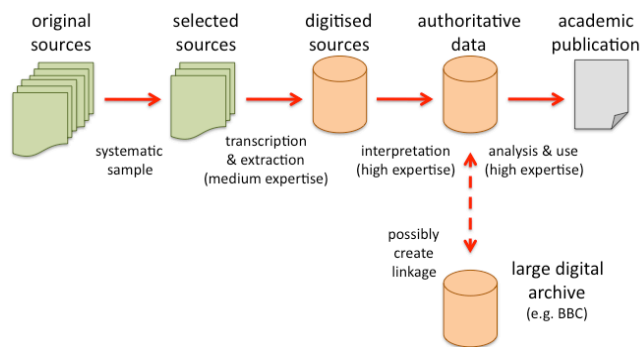 original
sources
selected
sources
digitised
sources
authoritative
data
academic
publication
systematic
sample
transcription
& extraction
(medium expertise)
interpretation
(high expertise)
analysis & use
(high expertise)
possibly
create
linkage
large digital
archive
(e.g. BBC)